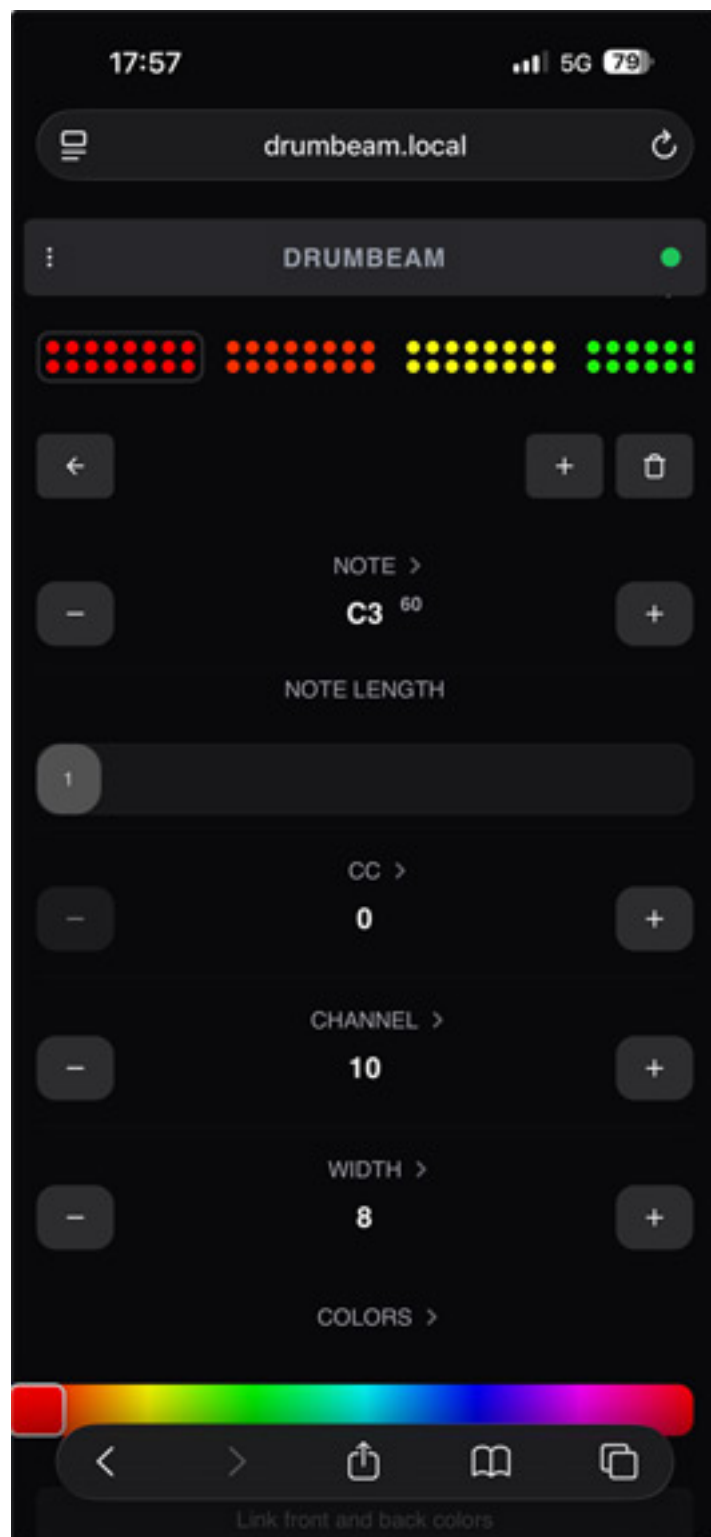 17:57 5G 79
drumbeam.local
DRUMBEAM
NOTE >
− C3 60 +
NOTE LENGTH
1
CC >
− 0 +
CHANNEL >
− 10 +
WIDTH >
− 8 +
COLORS >
Link front and back colors